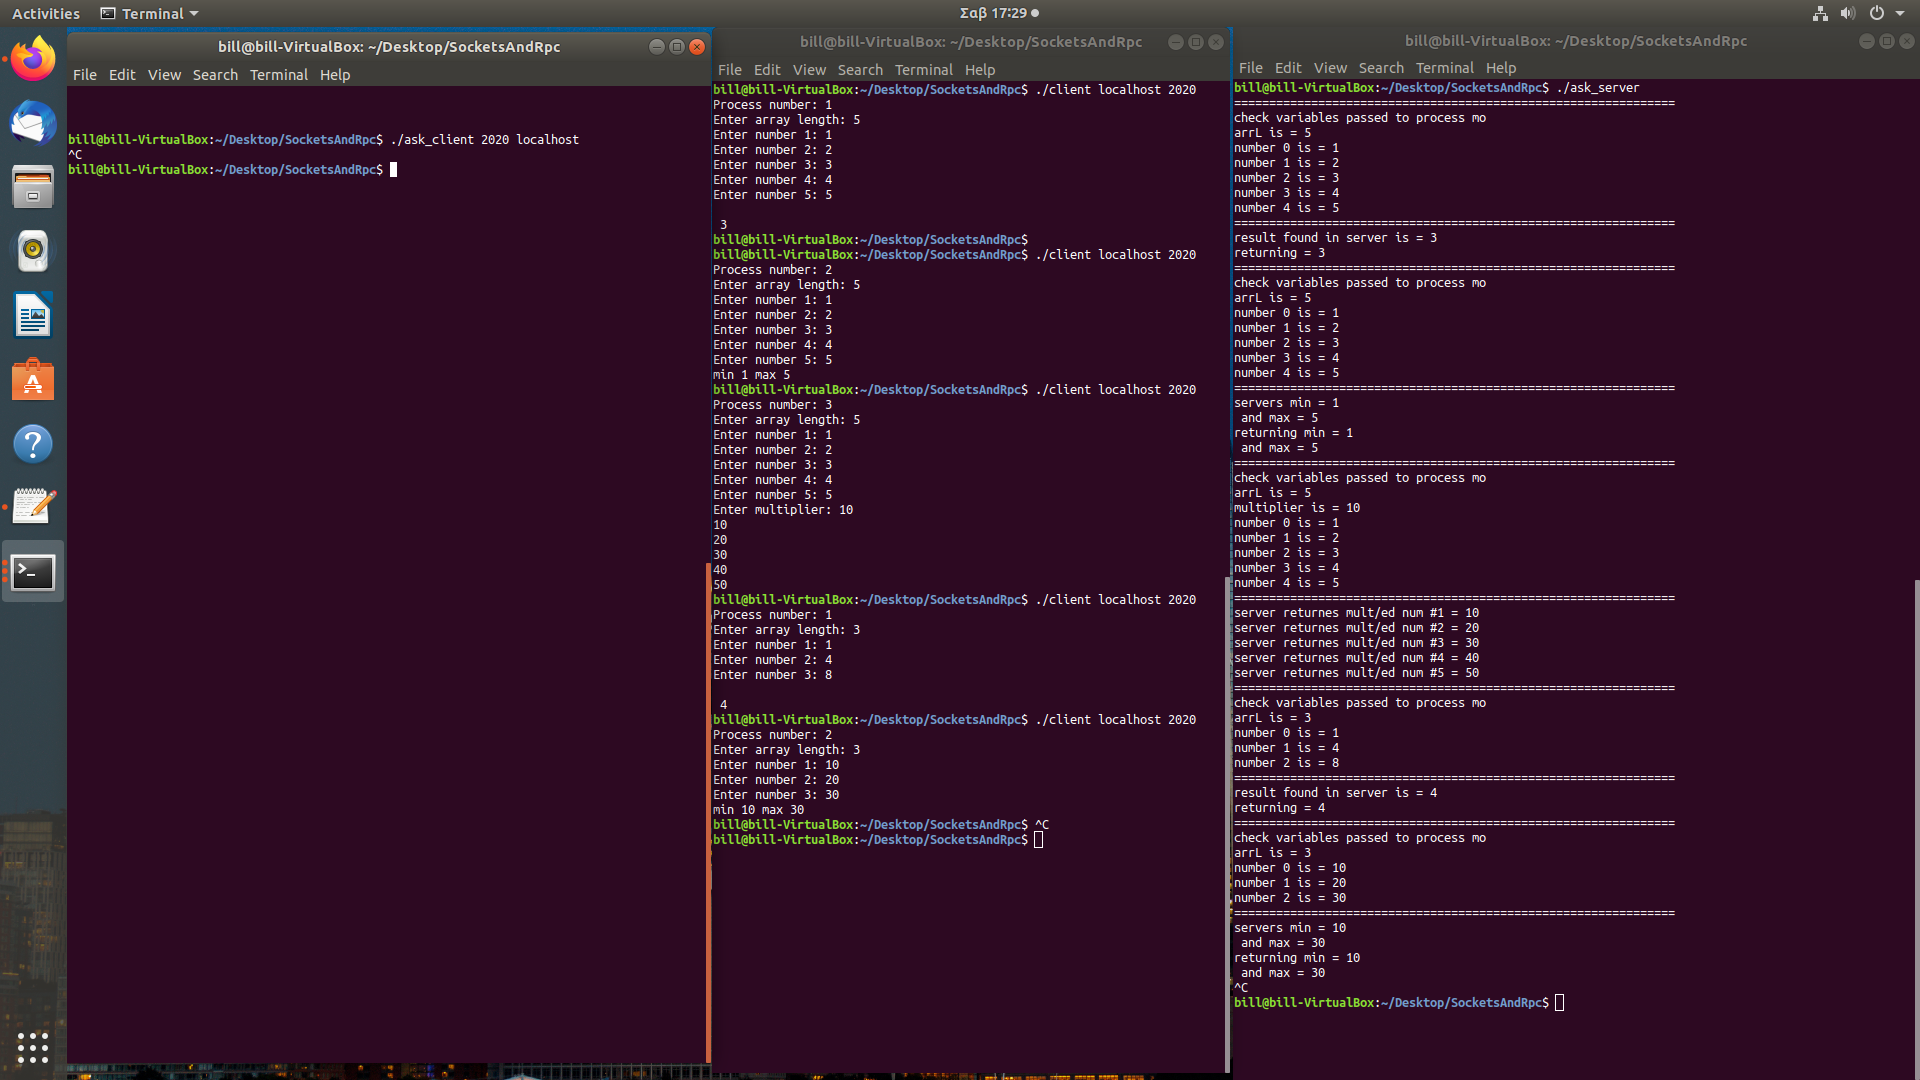 Activities Terminal Σαβ 17:29
bill@bill-VirtualBox: ~/Desktop/SocketsAndRpc
File Edit View Search Terminal Help
bill@bill-VirtualBox:~/Desktop/SocketsAndRpc$ ./ask_client 2020 localhost
^C
bill@bill-VirtualBox:~/Desktop/SocketsAndRpc$
bill@bill-VirtualBox: ~/Desktop/SocketsAndRpc
File Edit View Search Terminal Help
bill@bill-VirtualBox:~/Desktop/SocketsAndRpc$ ./client localhost 2020
Process number: 1
Enter array length: 5
Enter number 1: 1
Enter number 2: 2
Enter number 3: 3
Enter number 4: 4
Enter number 5: 5
3
bill@bill-VirtualBox:~/Desktop/SocketsAndRpc$
bill@bill-VirtualBox:~/Desktop/SocketsAndRpc$ ./client localhost 2020
Process number: 2
Enter array length: 5
Enter number 1: 1
Enter number 2: 2
Enter number 3: 3
Enter number 4: 4
Enter number 5: 5
min 1 max 5
bill@bill-VirtualBox:~/Desktop/SocketsAndRpc$ ./client localhost 2020
Process number: 3
Enter array length: 5
Enter number 1: 1
Enter number 2: 2
Enter number 3: 3
Enter number 4: 4
Enter number 5: 5
Enter multiplier: 10
10
20
30
40
50
bill@bill-VirtualBox:~/Desktop/SocketsAndRpc$ ./client localhost 2020
Process number: 1
Enter array length: 3
Enter number 1: 1
Enter number 2: 4
Enter number 3: 8
4
bill@bill-VirtualBox:~/Desktop/SocketsAndRpc$ ./client localhost 2020
Process number: 2
Enter array length: 3
Enter number 1: 10
Enter number 2: 20
Enter number 3: 30
min 10 max 30
bill@bill-VirtualBox:~/Desktop/SocketsAndRpc$ ^C
bill@bill-VirtualBox:~/Desktop/SocketsAndRpc$
bill@bill-VirtualBox: ~/Desktop/SocketsAndRpc
File Edit View Search Terminal Help
bill@bill-VirtualBox:~/Desktop/SocketsAndRpc$ ./ask_server
===============================================================
check variables passed to process mo
arrL is = 5
number 0 is = 1
number 1 is = 2
number 2 is = 3
number 3 is = 4
number 4 is = 5
===============================================================
result found in server is = 3
returning = 3
===============================================================
check variables passed to process mo
arrL is = 5
number 0 is = 1
number 1 is = 2
number 2 is = 3
number 3 is = 4
number 4 is = 5
===============================================================
servers min = 1
and max = 5
returning min = 1
and max = 5
===============================================================
check variables passed to process mo
arrL is = 5
multiplier is = 10
number 0 is = 1
number 1 is = 2
number 2 is = 3
number 3 is = 4
number 4 is = 5
===============================================================
server returnes mult/ed num #1 = 10
server returnes mult/ed num #2 = 20
server returnes mult/ed num #3 = 30
server returnes mult/ed num #4 = 40
server returnes mult/ed num #5 = 50
===============================================================
check variables passed to process mo
arrL is = 3
number 0 is = 1
number 1 is = 4
number 2 is = 8
===============================================================
result found in server is = 4
returning = 4
===============================================================
check variables passed to process mo
arrL is = 3
number 0 is = 10
number 1 is = 20
number 2 is = 30
===============================================================
servers min = 10
and max = 30
returning min = 10
and max = 30
^C
bill@bill-VirtualBox:~/Desktop/SocketsAndRpc$